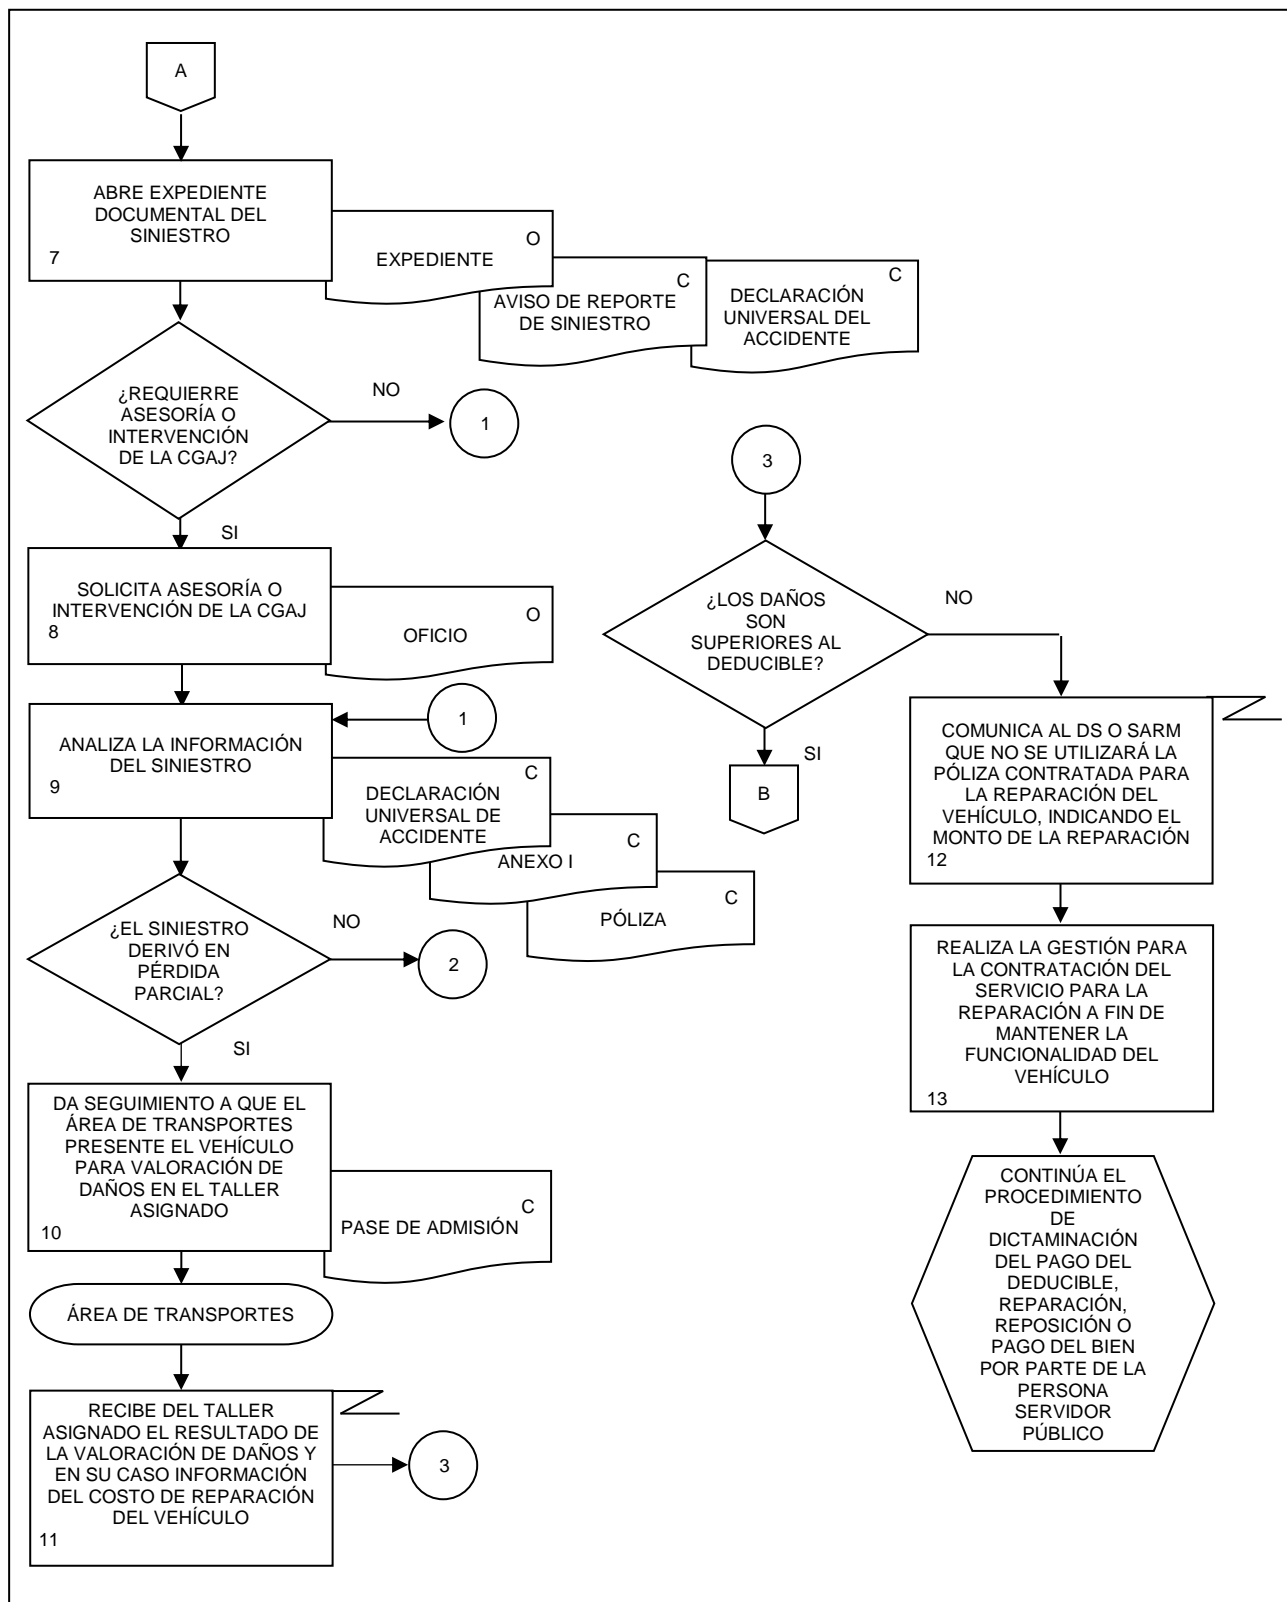 A
ABRE EXPEDIENTE
DOCUMENTAL DEL
SINIESTRO
7
O
EXPEDIENTE
C
AVISO DE REPORTE
DE SINIESTRO
C
DECLARACIÓN
UNIVERSAL DEL
ACCIDENTE
¿REQUIERRE
ASESORÍA O
INTERVENCIÓN
DE LA CGAJ?
NO
1
SI
SOLICITA ASESORÍA O
INTERVENCIÓN DE LA CGAJ
8
O
OFICIO
1
ANALIZA LA INFORMACIÓN
DEL SINIESTRO
9
C
DECLARACIÓN
UNIVERSAL DE
ACCIDENTE
C
ANEXO I
C
PÓLIZA
¿EL SINIESTRO
DERIVÓ EN
PÉRDIDA
PARCIAL?
NO
2
SI
DA SEGUIMIENTO A QUE EL
ÁREA DE TRANSPORTES
PRESENTE EL VEHÍCULO
PARA VALORACIÓN DE
DAÑOS EN EL TALLER
ASIGNADO
10
C
PASE DE ADMISIÓN
ÁREA DE TRANSPORTES
RECIBE DEL TALLER
ASIGNADO EL RESULTADO DE
LA VALORACIÓN DE DAÑOS Y
EN SU CASO INFORMACIÓN
DEL COSTO DE REPARACIÓN
DEL VEHÍCULO
11
3
3
¿LOS DAÑOS
SON
SUPERIORES AL
DEDUCIBLE?
NO
SI
B
COMUNICA AL DS O SARM
QUE NO SE UTILIZARÁ LA
PÓLIZA CONTRATADA PARA
LA REPARACIÓN DEL
VEHÍCULO, INDICANDO EL
MONTO DE LA REPARACIÓN
12
REALIZA LA GESTIÓN PARA
LA CONTRATACIÓN DEL
SERVICIO PARA LA
REPARACIÓN A FIN DE
MANTENER LA
FUNCIONALIDAD DEL
VEHÍCULO
13
CONTINÚA EL
PROCEDIMIENTO
DE
DICTAMINACIÓN
DEL PAGO DEL
DEDUCIBLE,
REPARACIÓN,
REPOSICIÓN O
PAGO DEL BIEN
POR PARTE DE LA
PERSONA
SERVIDOR
PÚBLICO